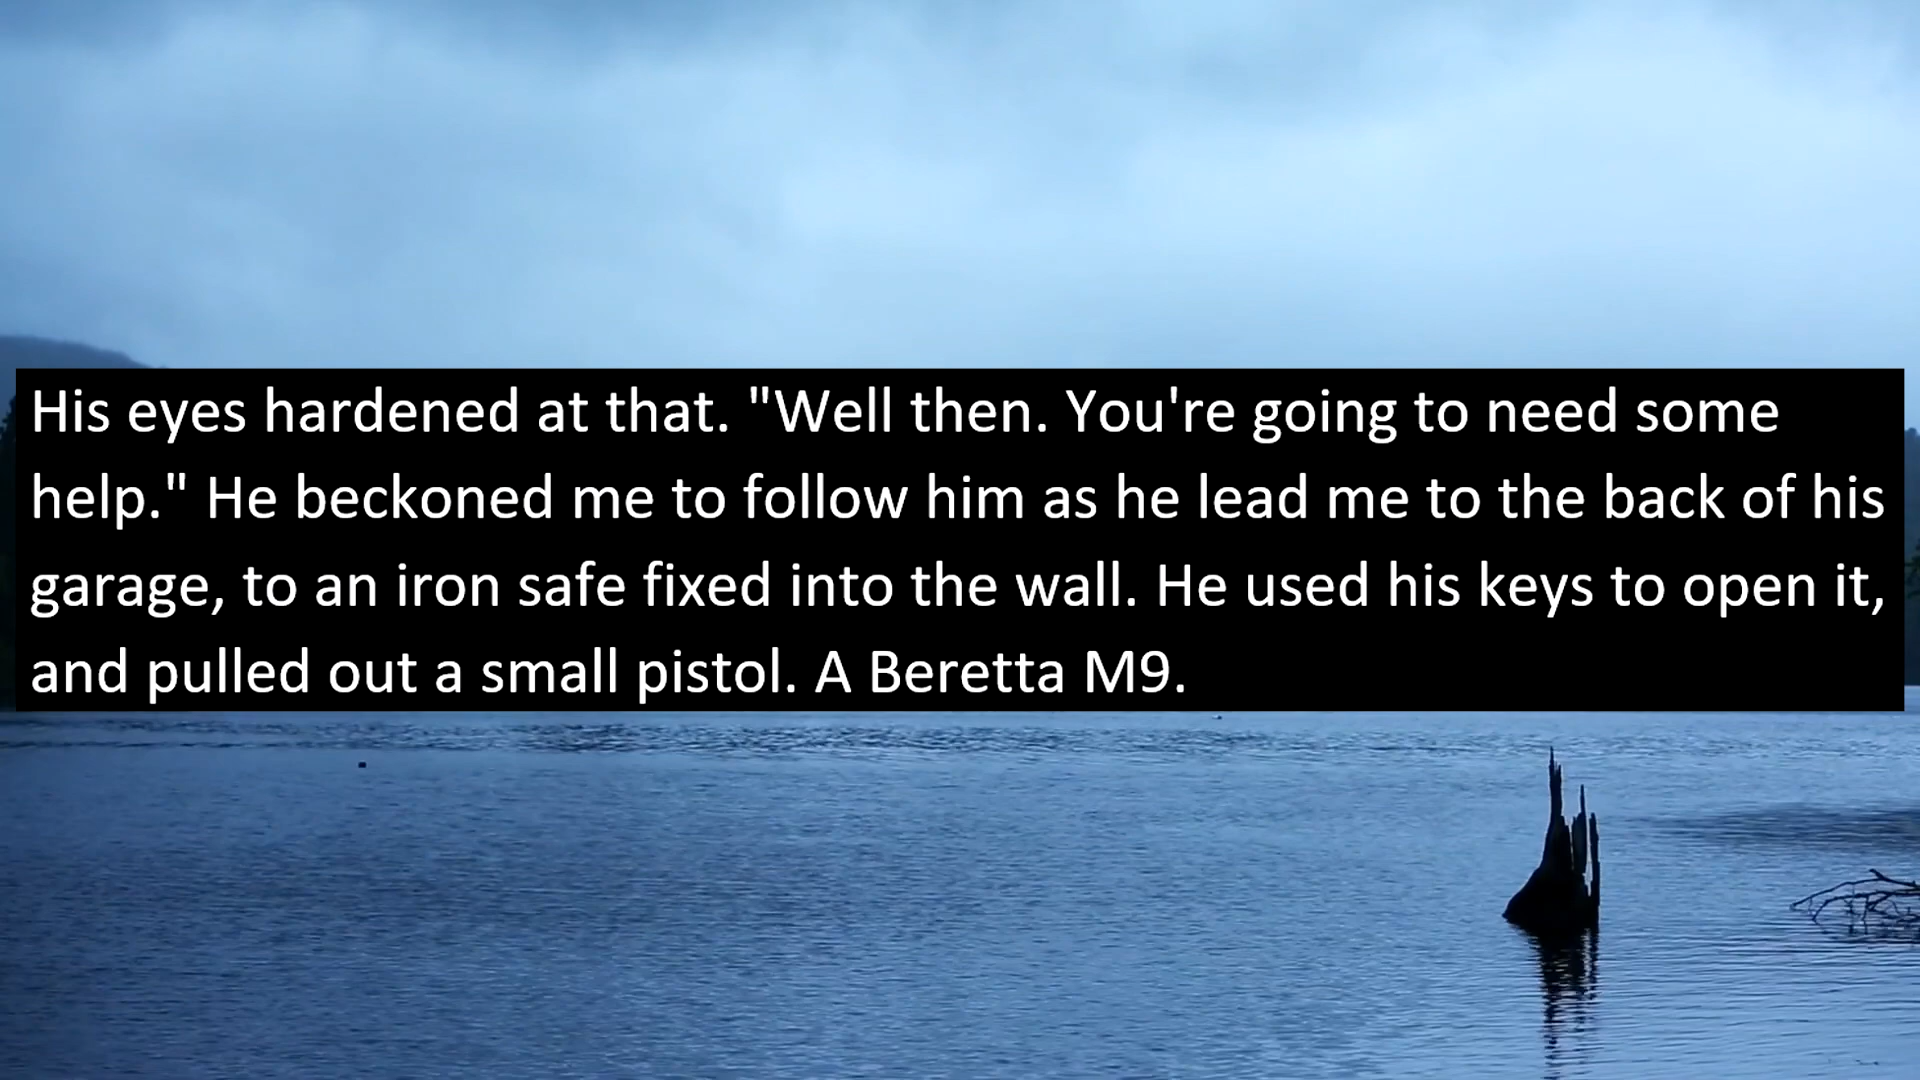 His eyes hardened at that. "Well then. You're going to need some
help." He beckoned me to follow him as he lead me to the back of his
garage, to an iron safe fixed into the wall. He used his keys to open it,
and pulled out a small pistol. A Beretta M9.